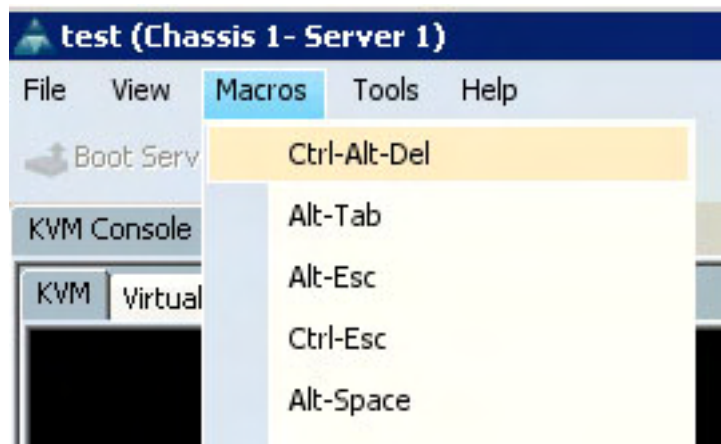 test (Chassis 1- Server 1)
File View Macros Tools Help
Boot Serv
Ctrl-Alt-Del
KVM Console
Alt-Tab
KVM Virtual
Alt-Esc
Ctrl-Esc
Alt-Space